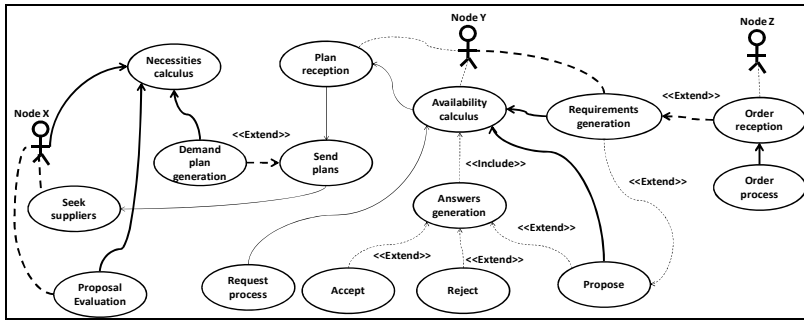 Node Y
Node Z
Necessities
calculus
Plan
reception
Node X
Availability
calculus
Requirements
generation
<<Extend>>
Order
reception
<<Extend>>
Demand
plan
generation
Send
plans
<<Include>>
<<Extend>>
Order
process
Seek
suppliers
Answers
generation
<<Extend>>
<<Extend>>
<<Extend>>
Proposal
Evaluation
Request
process
Accept
Reject
Propose